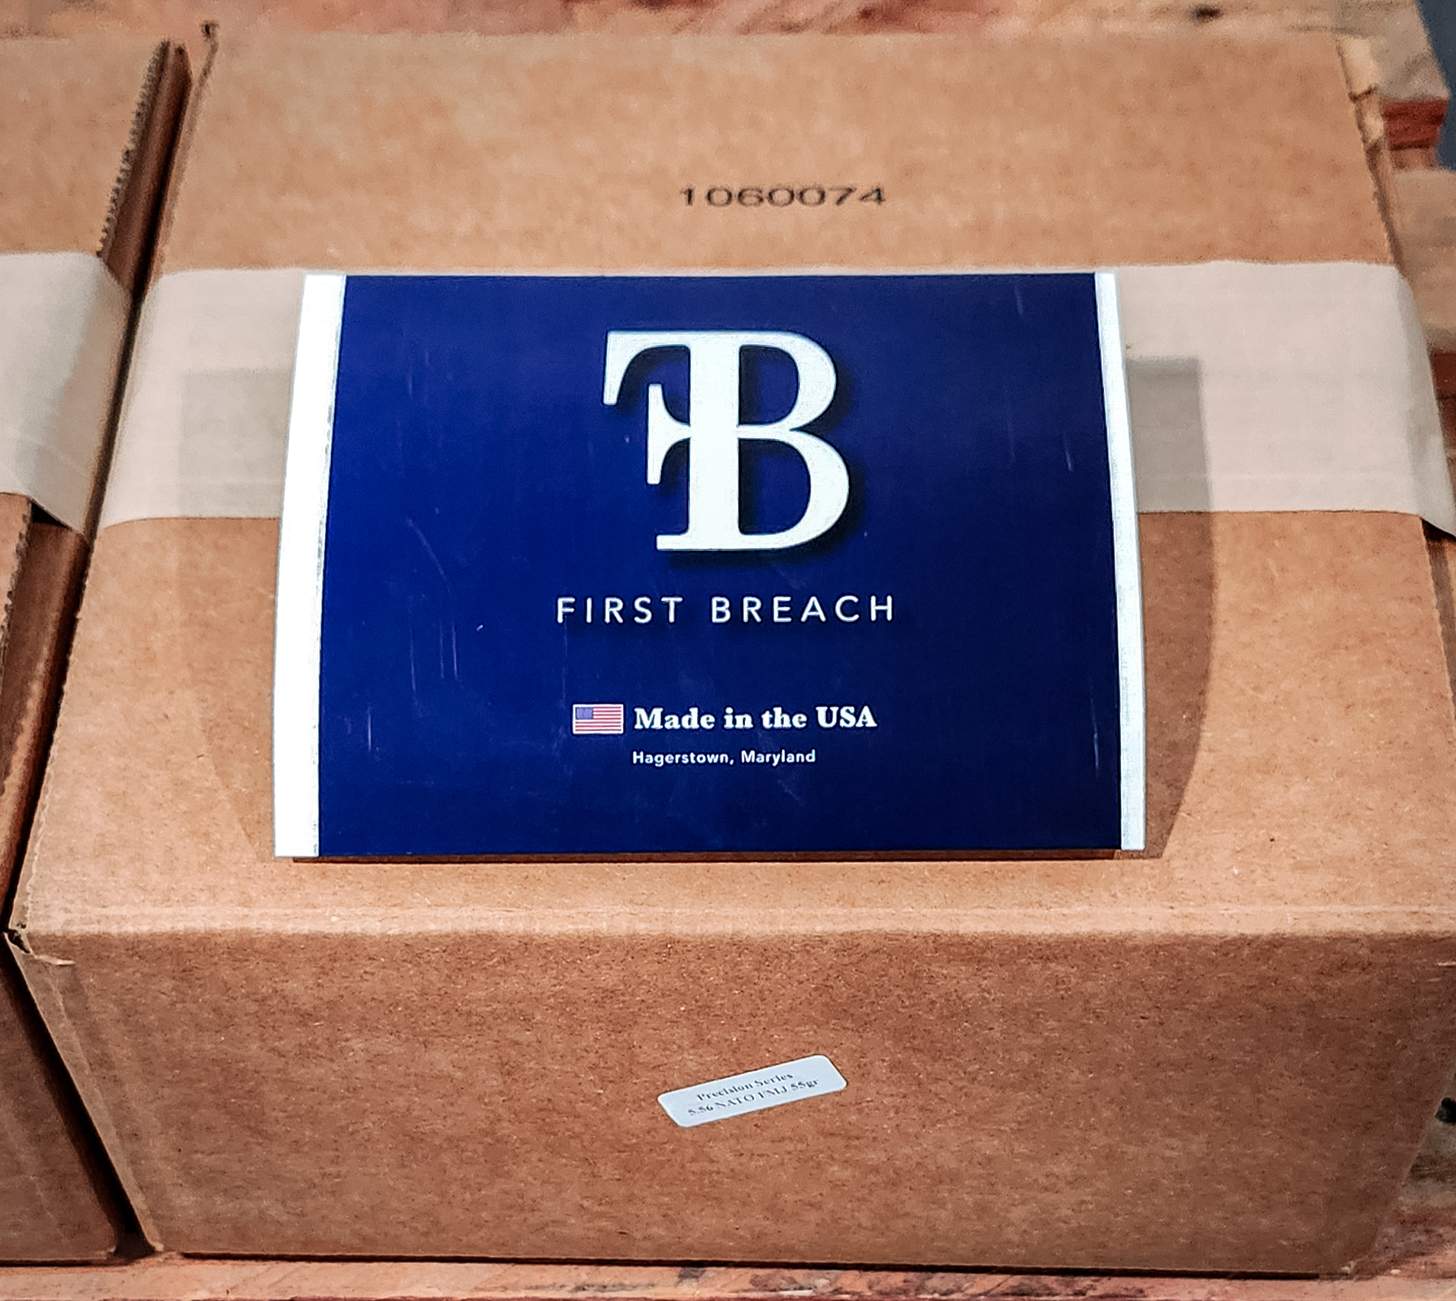 1060074
FB
FIRST BREACH
Made in the USA
Hagerstown, Maryland
Precision Series
5.56 NATO FMJ 55gr